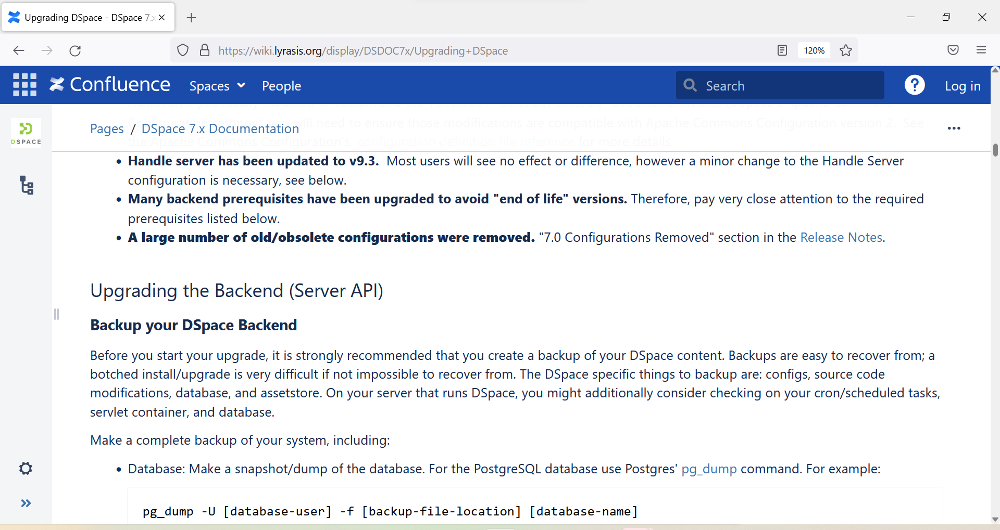 Upgrading DSpace - DSpace 7.x
https://wiki.lyrasis.org/display/DSDOC7x/Upgrading+DSpace
120%
Confluence
Spaces
People
Search
?
Log in
DSPACE
Configuration settings), you will need to ensure those modifications are compatible with Apache Commons Configuration version 2. See
Pages / DSpace 7.x Documentation
the Apache Commons Configuration's configuration definition file reference for more details.
• Handle server has been updated to v9.3. Most users will see no effect or difference, however a minor change to the Handle Server
configuration is necessary, see below.
• Many backend prerequisites have been upgraded to avoid "end of life" versions. Therefore, pay very close attention to the required
prerequisites listed below.
• A large number of old/obsolete configurations were removed. "7.0 Configurations Removed" section in the Release Notes.
Upgrading the Backend (Server API)
Backup your DSpace Backend
Before you start your upgrade, it is strongly recommended that you create a backup of your DSpace content. Backups are easy to recover from; a
botched install/upgrade is very difficult if not impossible to recover from. The DSpace specific things to backup are: configs, source code
modifications, database, and assetstore. On your server that runs DSpace, you might additionally consider checking on your cron/scheduled tasks,
servlet container, and database.
Make a complete backup of your system, including:
• Database: Make a snapshot/dump of the database. For the PostgreSQL database use Postgres' pg_dump command. For example:
pg_dump -U [database-user] -f [backup-file-location] [database-name]